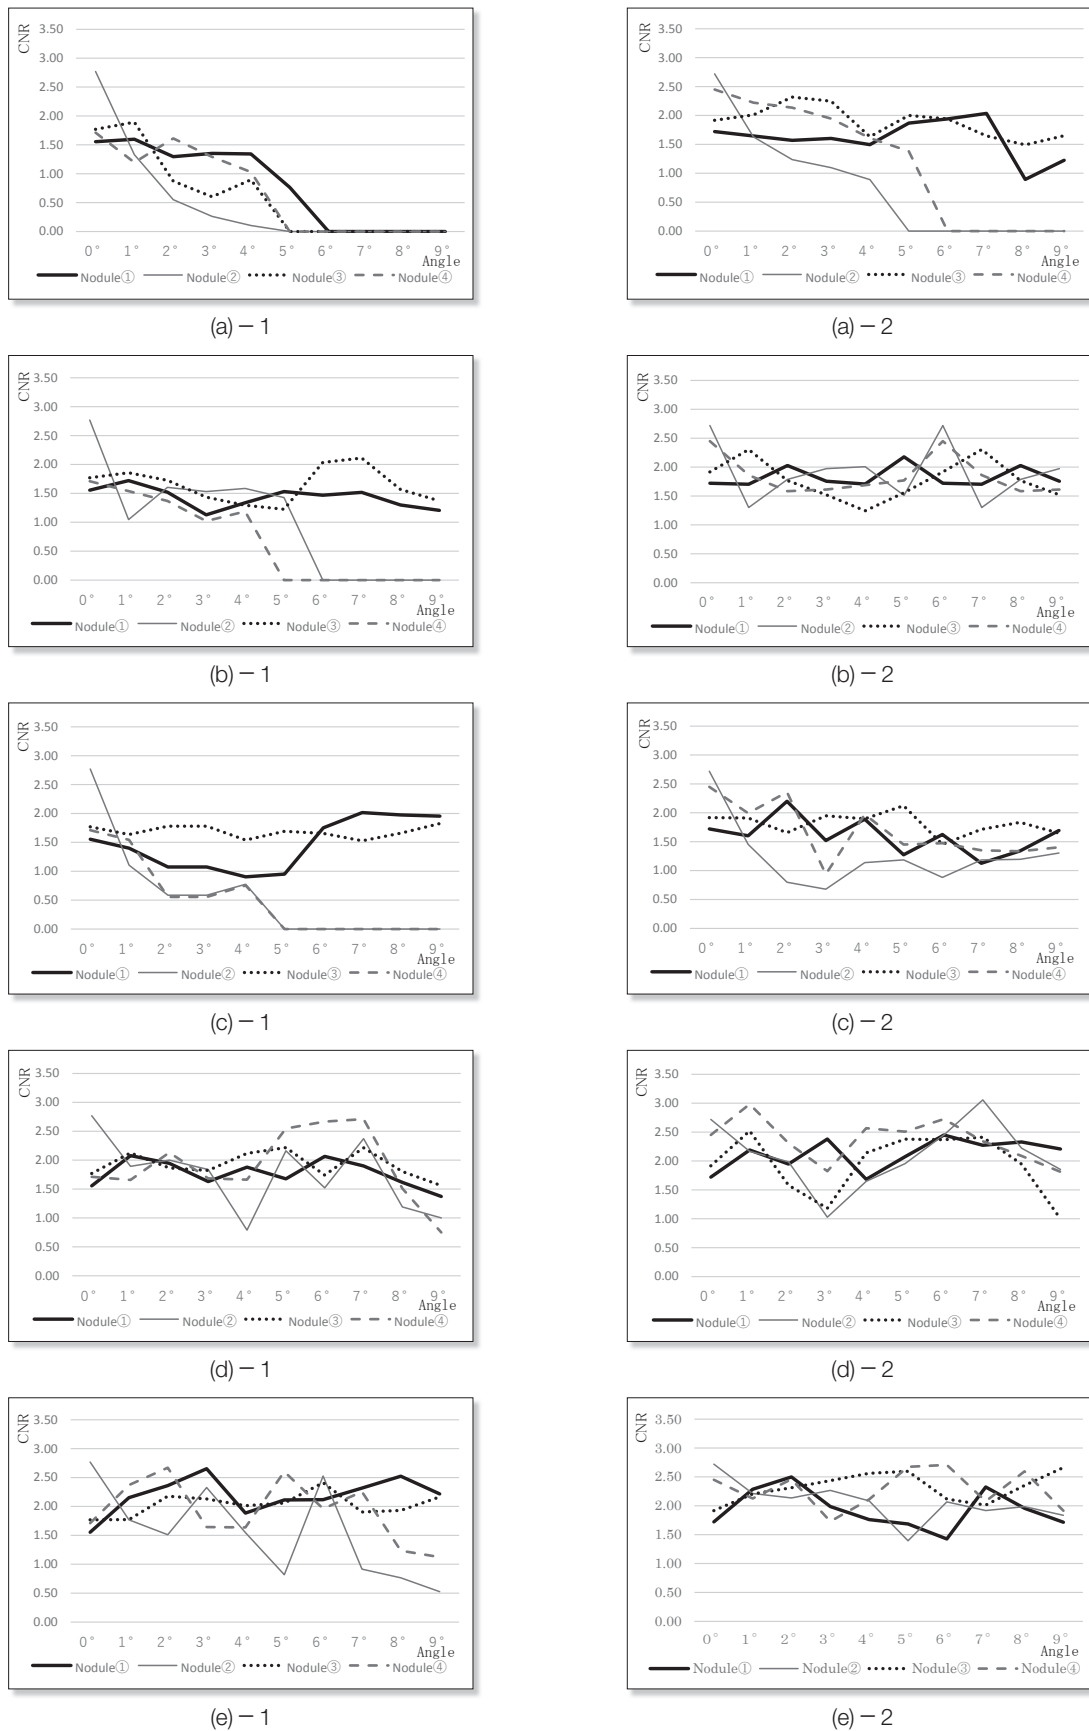 CNR
3.50
3.00
2.50
2.00
1.50
1.00
0.50
0.00
0° 1° 2° 3° 4° 5° 6° 7° 8° 9°
Angle
Nodule① Nodule② Nodule③ Nodule④
(a) − 1
CNR
3.50
3.00
2.50
2.00
1.50
1.00
0.50
0.00
0° 1° 2° 3° 4° 5° 6° 7° 8° 9°
Angle
Nodule① Nodule② Nodule③ Nodule④
(a) − 2
CNR
3.50
3.00
2.50
2.00
1.50
1.00
0.50
0.00
0° 1° 2° 3° 4° 5° 6° 7° 8° 9°
Angle
Nodule① Nodule② Nodule③ Nodule④
(b) − 1
CNR
3.50
3.00
2.50
2.00
1.50
1.00
0.50
0.00
0° 1° 2° 3° 4° 5° 6° 7° 8° 9°
Angle
Nodule① Nodule② Nodule③ Nodule④
(b) − 2
CNR
3.50
3.00
2.50
2.00
1.50
1.00
0.50
0.00
0° 1° 2° 3° 4° 5° 6° 7° 8° 9°
Angle
Nodule① Nodule② Nodule③ Nodule④
(c) − 1
CNR
3.50
3.00
2.50
2.00
1.50
1.00
0.50
0.00
0° 1° 2° 3° 4° 5° 6° 7° 8° 9°
Angle
Nodule① Nodule② Nodule③ Nodule④
(c) − 2
CNR
3.50
3.00
2.50
2.00
1.50
1.00
0.50
0.00
0° 1° 2° 3° 4° 5° 6° 7° 8° 9°
Angle
Nodule① Nodule② Nodule③ Nodule④
(d) − 1
CNR
3.50
3.00
2.50
2.00
1.50
1.00
0.50
0.00
0° 1° 2° 3° 4° 5° 6° 7° 8° 9°
Angle
Nodule① Nodule② Nodule③ Nodule④
(d) − 2
CNR
3.50
3.00
2.50
2.00
1.50
1.00
0.50
0.00
0° 1° 2° 3° 4° 5° 6° 7° 8° 9°
Angle
Nodule① Nodule② Nodule③ Nodule④
(e) − 1
CNR
3.50
3.00
2.50
2.00
1.50
1.00
0.50
0.00
0° 1° 2° 3° 4° 5° 6° 7° 8° 9°
Angle
Nodule① Nodule② Nodule③ Nodule④
(e) − 2